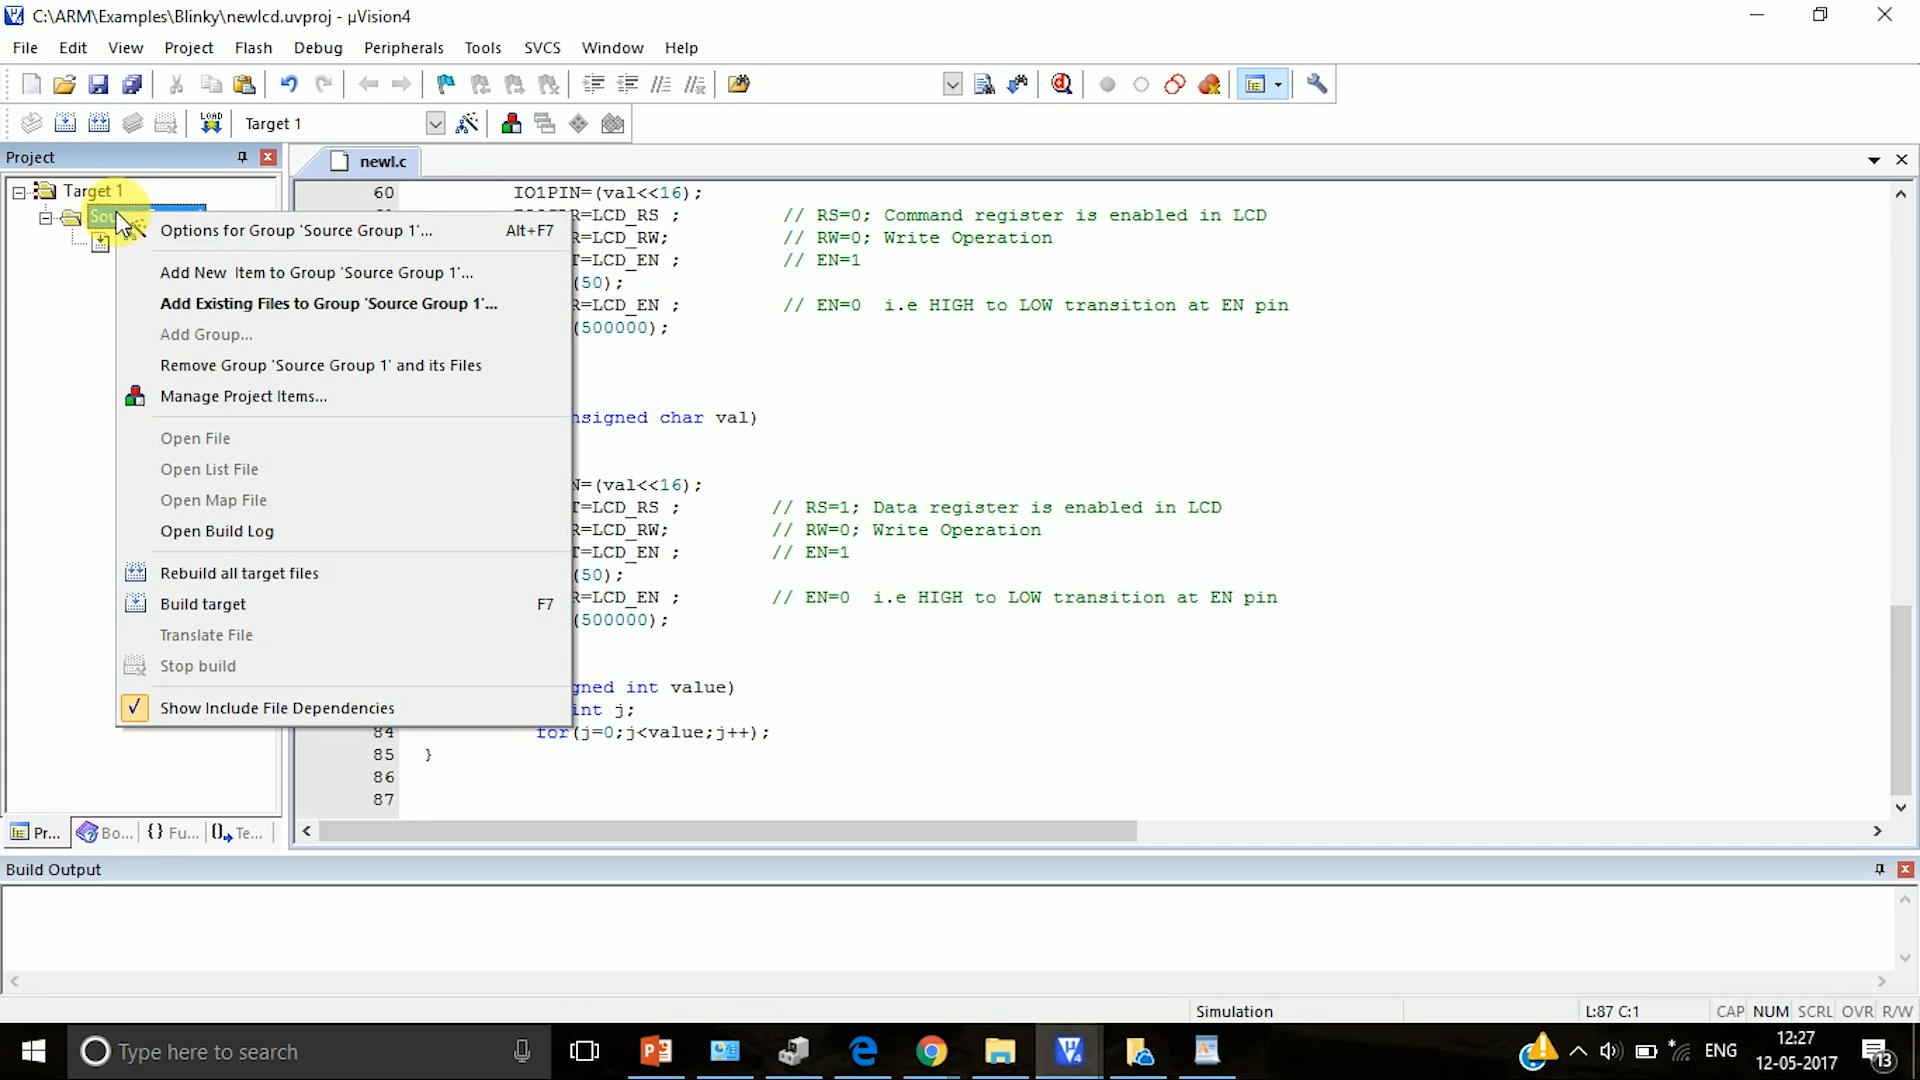 C:\ARM\Examples\Blinky\newlcd.uvproj - µVision4
File Edit View Project Flash Debug Peripherals Tools SVCS Window Help
LOAD Target 1
Project
newl.c
Target 1
Sou
Options for Group 'Source Group 1'... Alt+F7
Add New Item to Group 'Source Group 1'...
Add Existing Files to Group 'Source Group 1'...
Add Group...
Remove Group 'Source Group 1' and its Files
Manage Project Items...
Open File
Open List File
Open Map File
Open Build Log
Rebuild all target files
Build target F7
Translate File
Stop build
Show Include File Dependencies
60 IO1PIN=(val<<16);
R=LCD_RS ; // RS=0; Command register is enabled in LCD
R=LCD_RW; // RW=0; Write Operation
T=LCD_EN ; // EN=1
(50);
R=LCD_EN ; // EN=0 i.e HIGH to LOW transition at EN pin
(500000);
nsigned char val)
N=(val<<16);
T=LCD_RS ; // RS=1; Data register is enabled in LCD
R=LCD_RW; // RW=0; Write Operation
T=LCD_EN ; // EN=1
(50);
R=LCD_EN ; // EN=0 i.e HIGH to LOW transition at EN pin
(500000);
gned int value)
int j;
84 for(j=0;j<value;j++);
85 }
86
87
Pr... Bo... {} Fu... Te...
Build Output
Simulation L:87 C:1 CAP NUM SCRL OVR R/W
Type here to search
ENG
12:27
12-05-2017
13